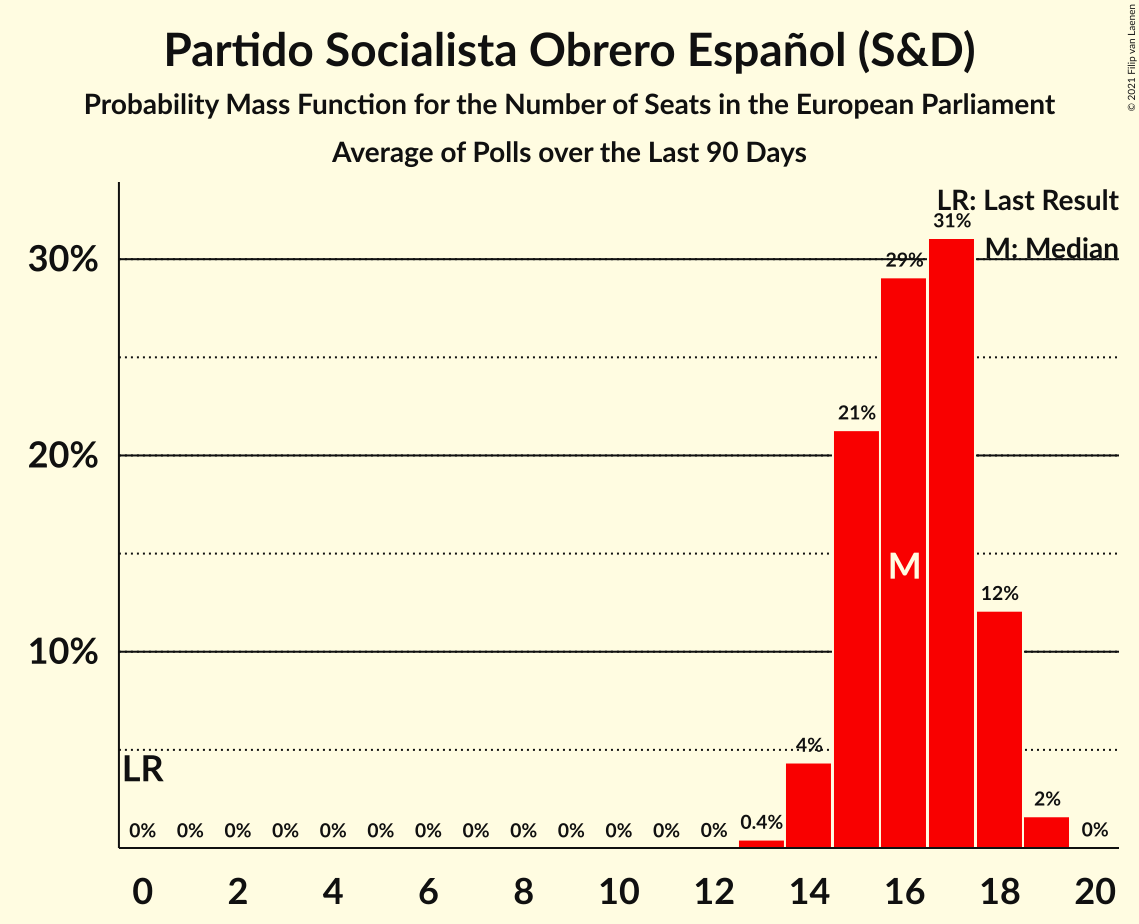 © 2021 Filip van Laenen
Partido Socialista Obrero Español (S&D)
Probability Mass Function for the Number of Seats in the European Parliament
Average of Polls over the Last 90 Days
LR: Last Result
M: Median
30%
20%
10%
31%
29%
21%
M
12%
4%
LR
2%
0% 0% 0% 0% 0% 0% 0% 0% 0% 0% 0% 0% 0% 0.4% 0%
0 2 4 6 8 10 12 14 16 18 20